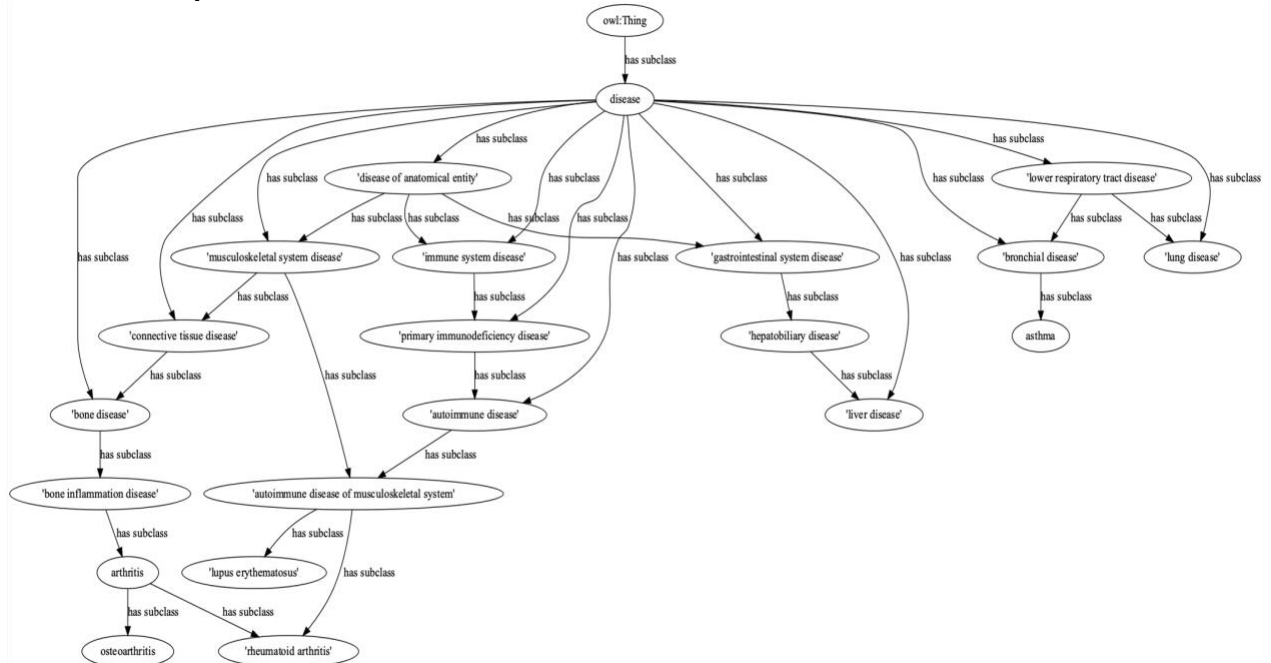 owl:Thing
has subclass
disease
has subclass has subclass
'disease of anatomical entity' 'lower respiratory tract disease'
has subclass has subclass has subclass has subclass has subclass
has subclass has subclass has subclass has subclass has subclass has subclass has subclass
has subclass has subclass has subclass
'musculoskeletal system disease' 'immune system disease' 'gastrointestinal system disease' 'bronchial disease' 'lung disease'
has subclass has subclass has subclass has subclass has subclass
'connective tissue disease' 'primary immunodeficiency disease' 'hepatobiliary disease' asthma
has subclass has subclass has subclass has subclass
'bone disease' 'autoimmune disease' 'liver disease'
has subclass has subclass
'bone inflammation disease' 'autoimmune disease of musculoskeletal system'
has subclass has subclass
arthritis 'lupus erythematosus' has subclass
has subclass has subclass
osteoarthritis 'rheumatoid arthritis'